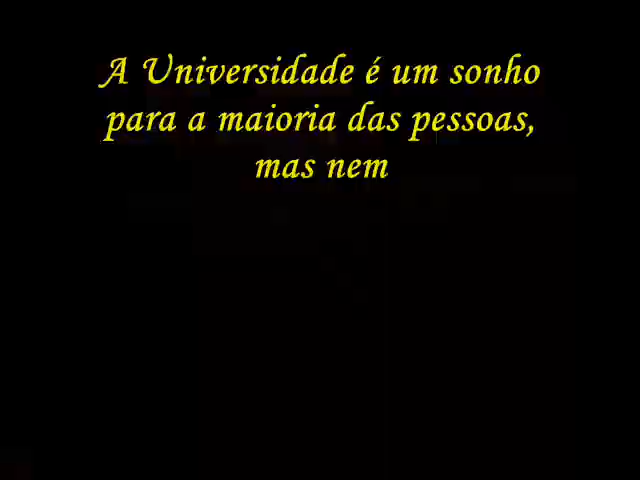 A Universidade é um sonho
para a maioria das pessoas,
mas nem